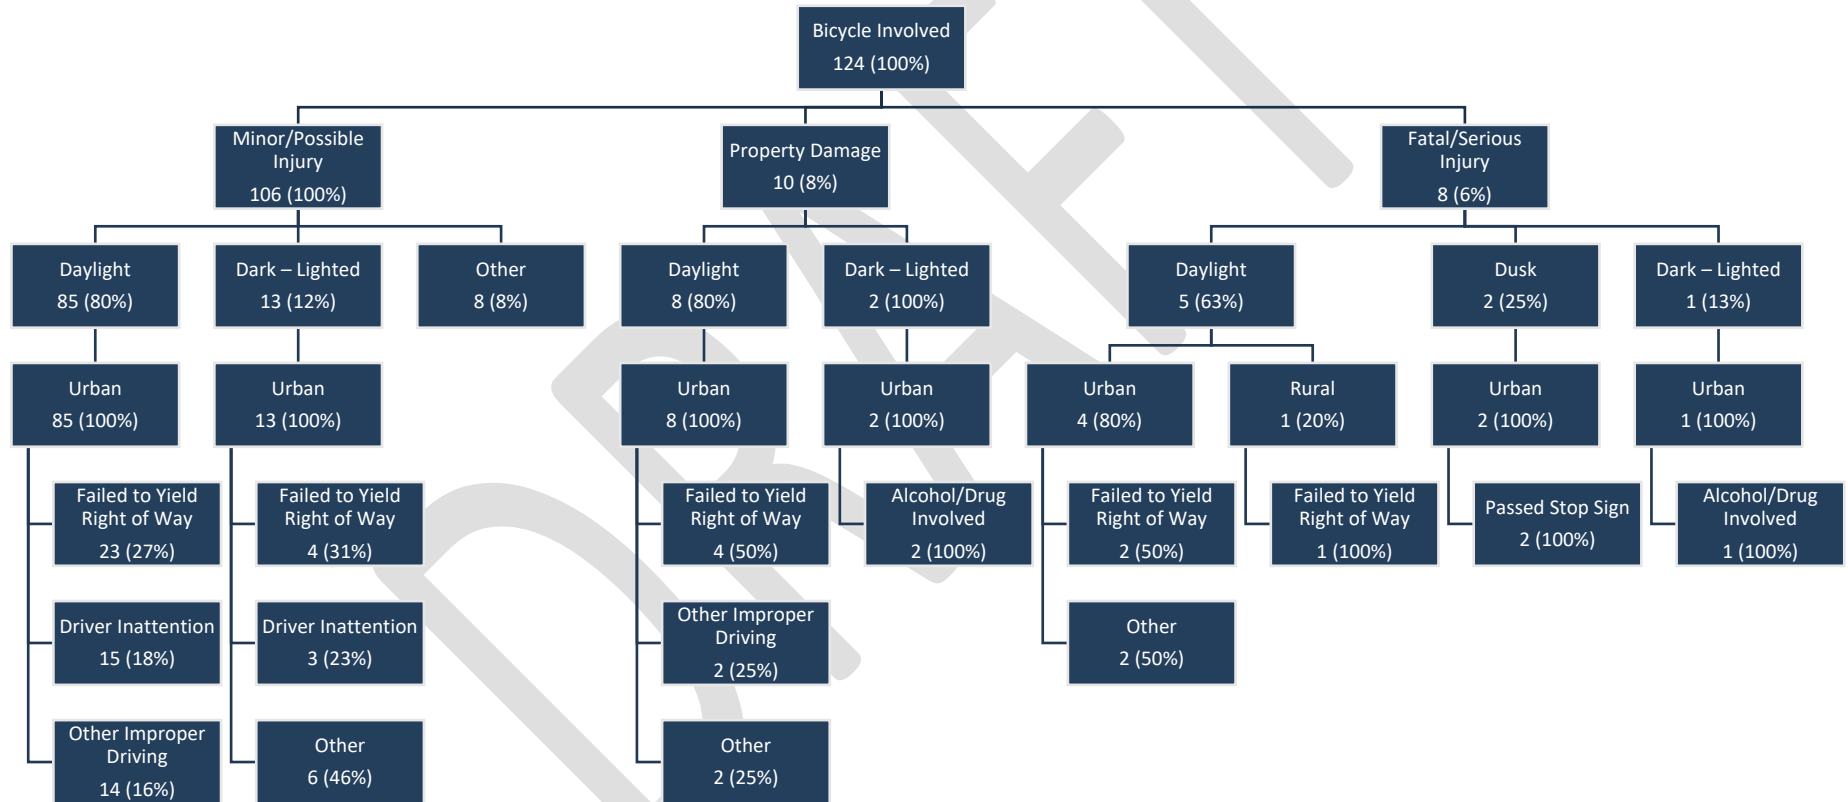 Bicycle Involved
124 (100%)
Minor/Possible
Injury
106 (100%)
Property Damage
10 (8%)
Fatal/Serious
Injury
8 (6%)
Daylight
85 (80%)
Dark – Lighted
13 (12%)
Other
8 (8%)
Daylight
8 (80%)
Dark – Lighted
2 (100%)
Daylight
5 (63%)
Dusk
2 (25%)
Dark – Lighted
1 (13%)
Urban
85 (100%)
Urban
13 (100%)
Urban
8 (100%)
Urban
2 (100%)
Urban
4 (80%)
Rural
1 (20%)
Urban
2 (100%)
Urban
1 (100%)
Failed to Yield
Right of Way
23 (27%)
Failed to Yield
Right of Way
4 (31%)
Failed to Yield
Right of Way
4 (50%)
Alcohol/Drug
Involved
2 (100%)
Failed to Yield
Right of Way
2 (50%)
Failed to Yield
Right of Way
1 (100%)
Passed Stop Sign
2 (100%)
Alcohol/Drug
Involved
1 (100%)
Driver Inattention
15 (18%)
Driver Inattention
3 (23%)
Other Improper
Driving
2 (25%)
Other
2 (50%)
Other Improper
Driving
14 (16%)
Other
6 (46%)
Other
2 (25%)
DRAFT